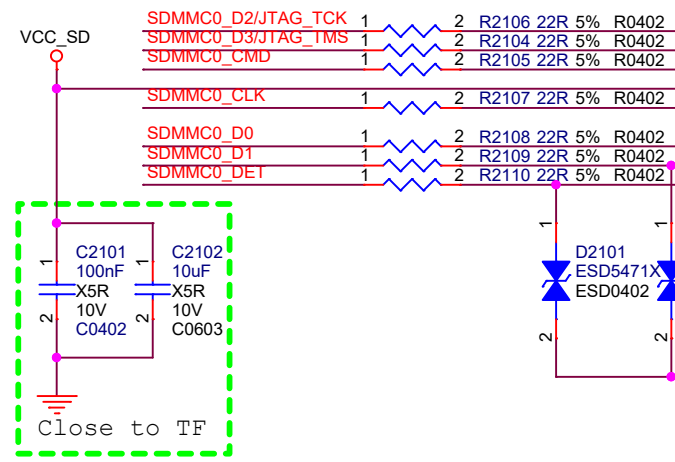 SDMMC0_D2/JTAG_TCK 1 2 R2106 22R 5% R0402
VCC_SD
SDMMC0_D3/JTAG_TMS 1 2 R2104 22R 5% R0402
SDMMC0_CMD 1 2 R2105 22R 5% R0402
SDMMC0_CLK 1 2 R2107 22R 5% R0402
SDMMC0_D0 1 2 R2108 22R 5% R0402
SDMMC0_D1 1 2 R2109 22R 5% R0402
SDMMC0_DET 1 2 R2110 22R 5% R0402
1
C2101
100nF
X5R
10V
C0402
2
1
C2102
10uF
X5R
10V
C0603
2
1
D2101
ESD5471X
ESD0402
2
1
2
Close to TF